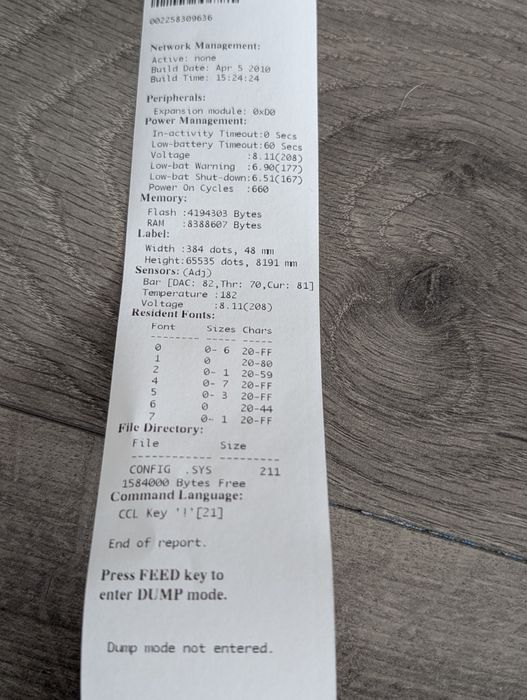 002258309636
Network Management:
Active: none
Build Date: Apr 5 2010
Build Time: 15:24:24
Peripherals:
Expansion module: 0xD0
Power Management:
In-activity Timeout:0 Secs
Low-battery Timeout:60 Secs
Voltage :8.11(208)
Low-bat Warning :6.90(177)
Low-bat Shut-down:6.51(167)
Power On Cycles :660
Memory:
Flash :4194303 Bytes
RAM :8388607 Bytes
Label:
Width :384 dots, 48 mm
Height:65535 dots, 8191 mm
Sensors: (Adj)
Bar [DAC: 82,Thr: 70,Cur: 81]
Temperature :182
Voltage :8.11(208)
Resident Fonts:
Font Sizes Chars
-------- ----- -----
0 0- 6 20-FF
1 0 20-80
2 0- 1 20-59
4 0- 7 20-FF
5 0- 3 20-FF
6 0 20-44
7 0- 1 20-FF
File Directory:
File Size
--------------------
CONFIG .SYS 211
1584000 Bytes Free
Command Language:
CCL Key '!'[21]
End of report.
Press FEED key to
enter DUMP mode.
Dump mode not entered.